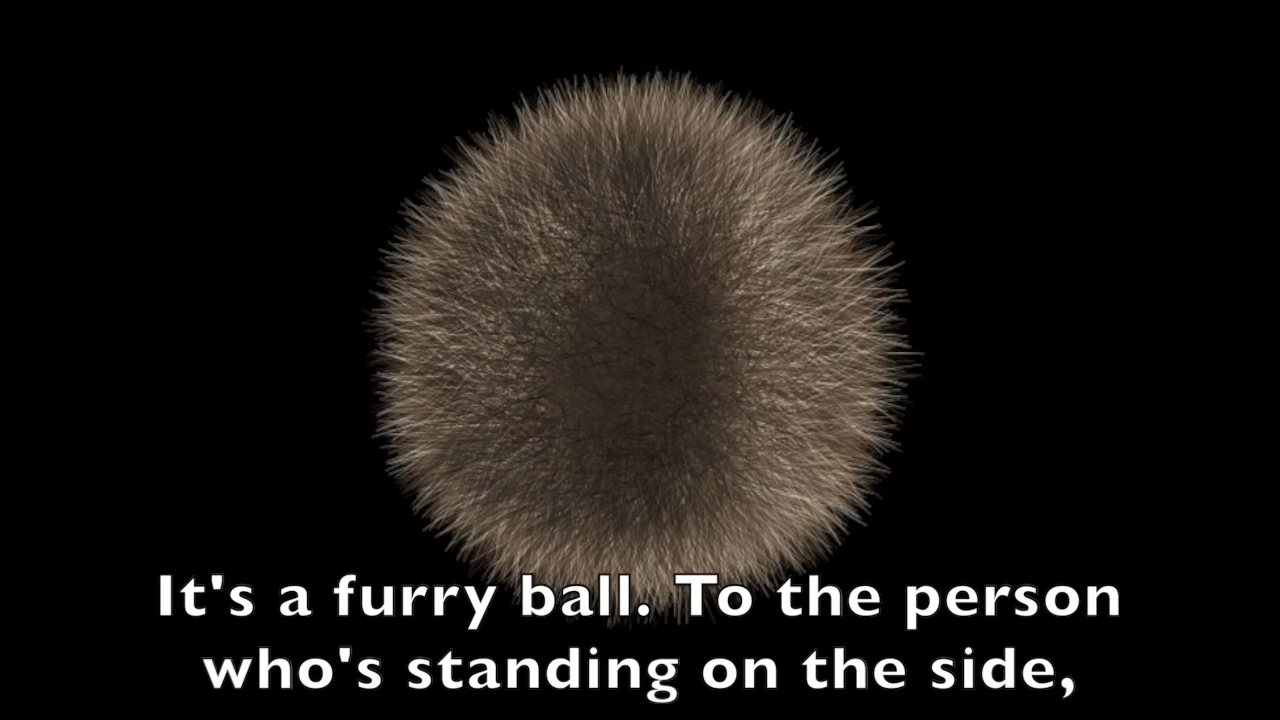 It's a furry ball. To the person
who's standing on the side,